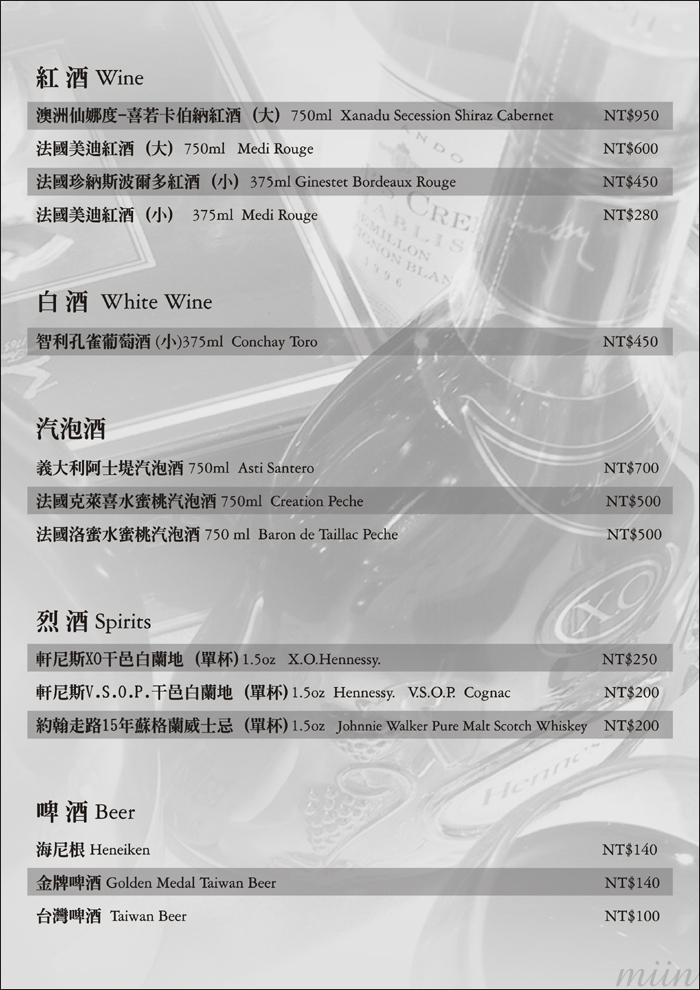 紅 酒 Wine
澳洲仙娜度-喜若卡伯納紅酒（大） 750ml Xanadu Secession Shiraz Cabernet NT$950
法國美迪紅酒（大） 750ml Medi Rouge NT$600
法國珍納斯波爾多紅酒（小） 375ml Ginestet Bordeaux Rouge NT$450
法國美迪紅酒（小） 375ml Medi Rouge NT$280
白 酒 White Wine
智利孔雀葡萄酒 (小)375ml Conchay Toro NT$450
汽泡酒
義大利阿士堤汽泡酒 750ml Asti Santero NT$700
法國克萊喜水蜜桃汽泡酒 750ml Creation Peche NT$500
法國洛蜜水蜜桃汽泡酒 750 ml Baron de Taillac Peche NT$500
烈 酒 Spirits
軒尼斯XO干邑白蘭地（單杯) 1.5oz X.O.Hennessy. NT$250
軒尼斯V.S.O.P.干邑白蘭地（單杯) 1.5oz Hennessy. V.S.O.P. Cognac NT$200
約翰走路15年蘇格蘭威士忌（單杯) 1.5oz Johnnie Walker Pure Malt Scotch Whiskey NT$200
啤 酒 Beer
海尼根 Heneiken NT$140
金牌啤酒 Golden Medal Taiwan Beer NT$140
台灣啤酒 Taiwan Beer NT$100
XO
1996
miin